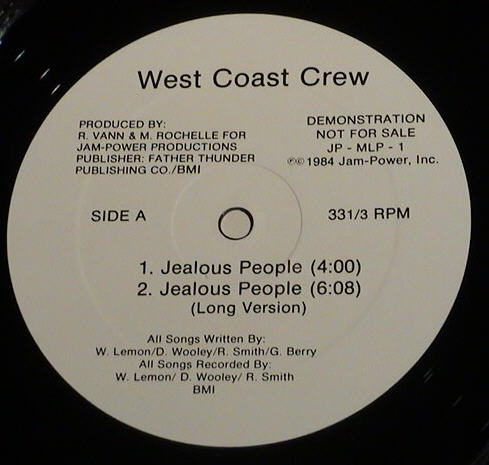 West Coast Crew
PRODUCED BY:
R. VANN & M. ROCHELLE FOR
JAM-POWER PRODUCTIONS
PUBLISHER: FATHER THUNDER
PUBLISHING CO./BMI
DEMONSTRATION
NOT FOR SALE
JP - MLP - 1
℗©1984 Jam-Power, Inc.
SIDE A
331/3 RPM
1. Jealous People (4:00)
2. Jealous People (6:08)
(Long Version)
All Songs Written By:
W. Lemon/D. Wooley/R. Smith/G. Berry
All Songs Recorded By:
W. Lemon/ D. Wooley/ R. Smith
BMI